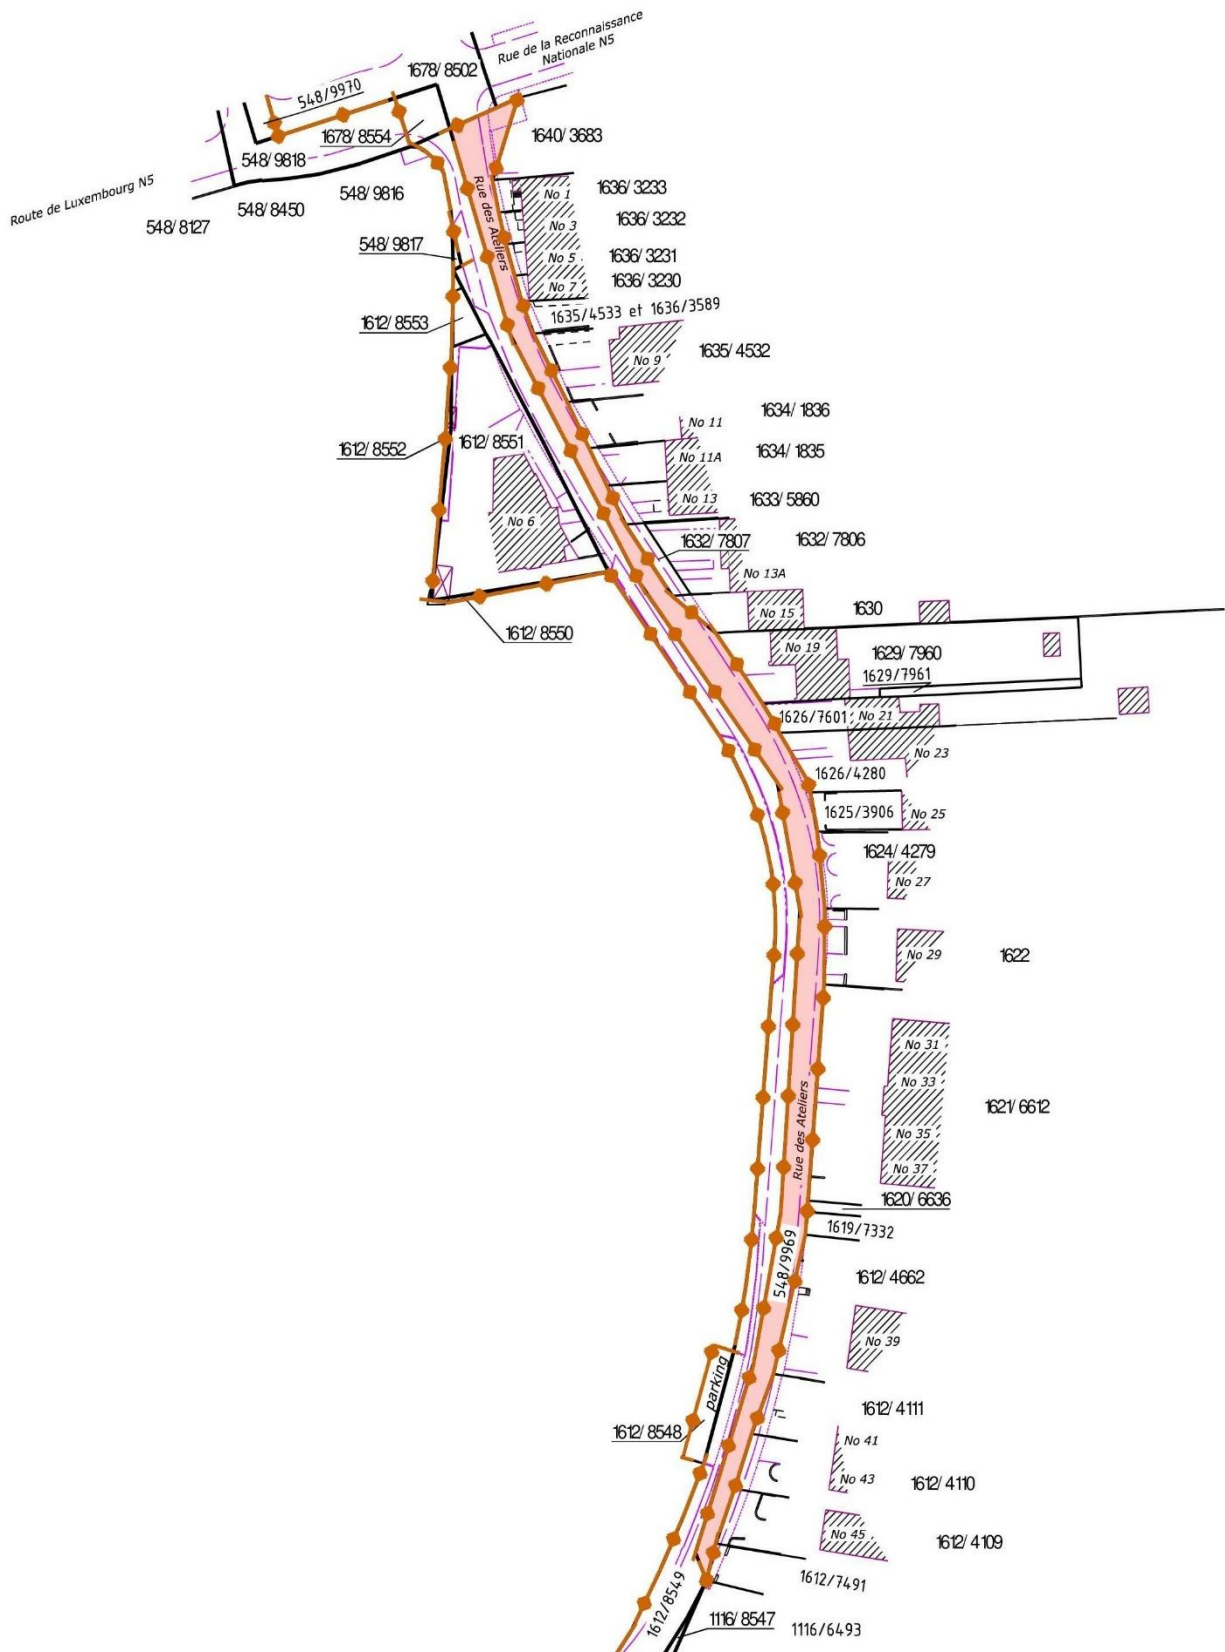 Rue de la Reconnaissance
Nationale N5
1678/8502
548/9970
1678/8554
1640/3683
548/9818
548/9816
Route de Luxembourg N5
548/8450
548/8127
Rue des Ateliers
No 1
1636/3233
No 3
1636/3232
548/9817
No 5
1636/3231
No 7
1636/3230
1635/4533 et 1636/3589
1612/8553
No 9
1635/4532
No 11
1634/1836
1612/8552
1612/8551
No 11A
1634/1835
No 13
1633/5860
No 6
1632/7807
1632/7806
No 13A
No 15
1630
1612/8550
No 19
1629/7960
1629/7961
1626/7601
No 21
No 23
1626/4280
1625/3906
No 25
1624/4279
No 27
No 29
1622
No 31
No 33
1621/6612
Rue des Ateliers
No 35
No 37
1620/6636
1619/7332
548/9969
1612/4662
No 39
parking
1612/4111
1612/8548
No 41
No 43
1612/4110
No 45
1612/4109
1612/7491
1612/8549
1116/8547
1116/6493